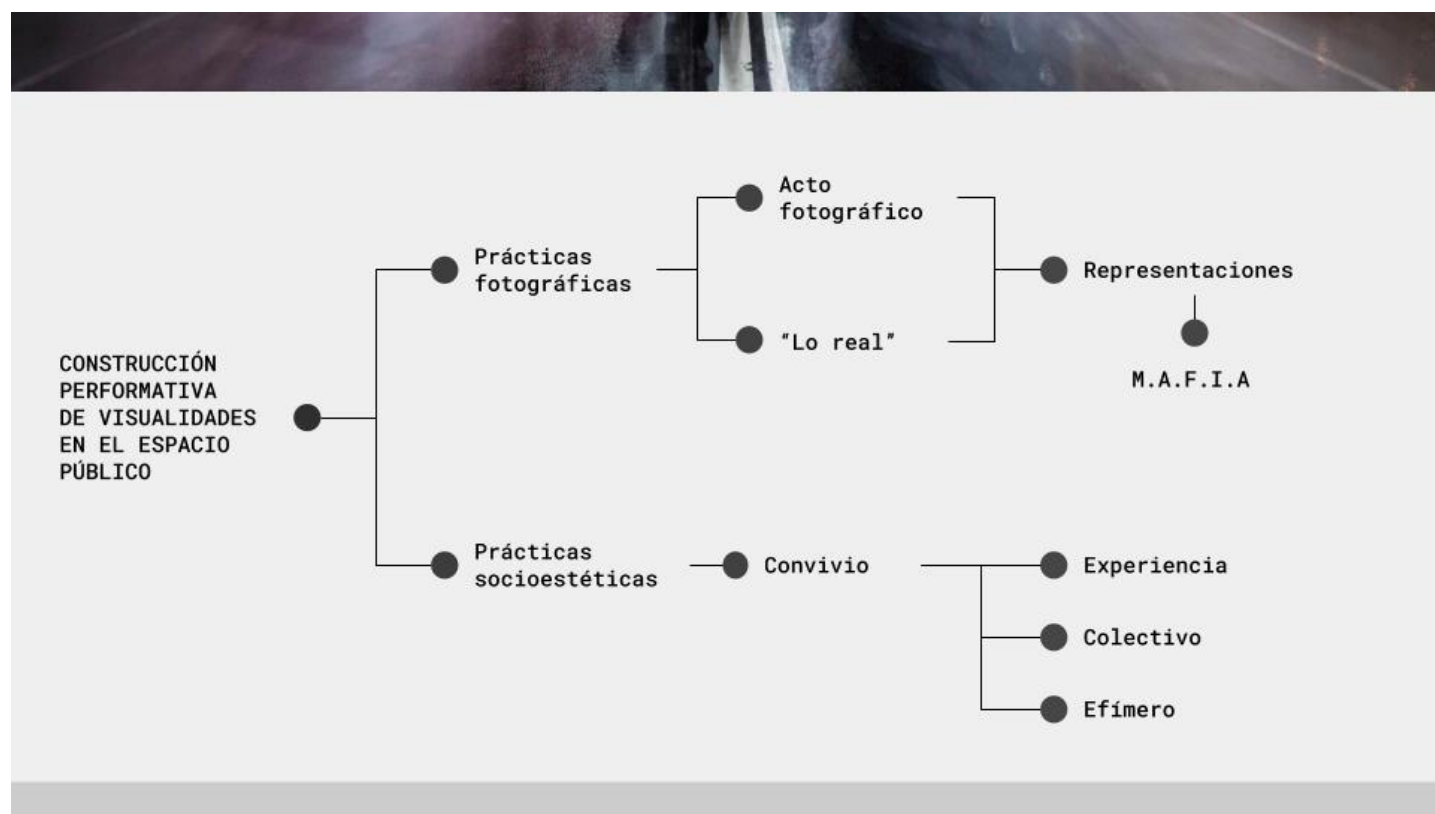 CONSTRUCCIÓN
PERFORMATIVA
DE VISUALIDADES
EN EL ESPACIO
PÚBLICO
Prácticas
fotográficas
Acto
fotográfico
“Lo real”
Representaciones
M.A.F.I.A
Prácticas
socioestéticas
Convivio
Experiencia
Colectivo
Efímero